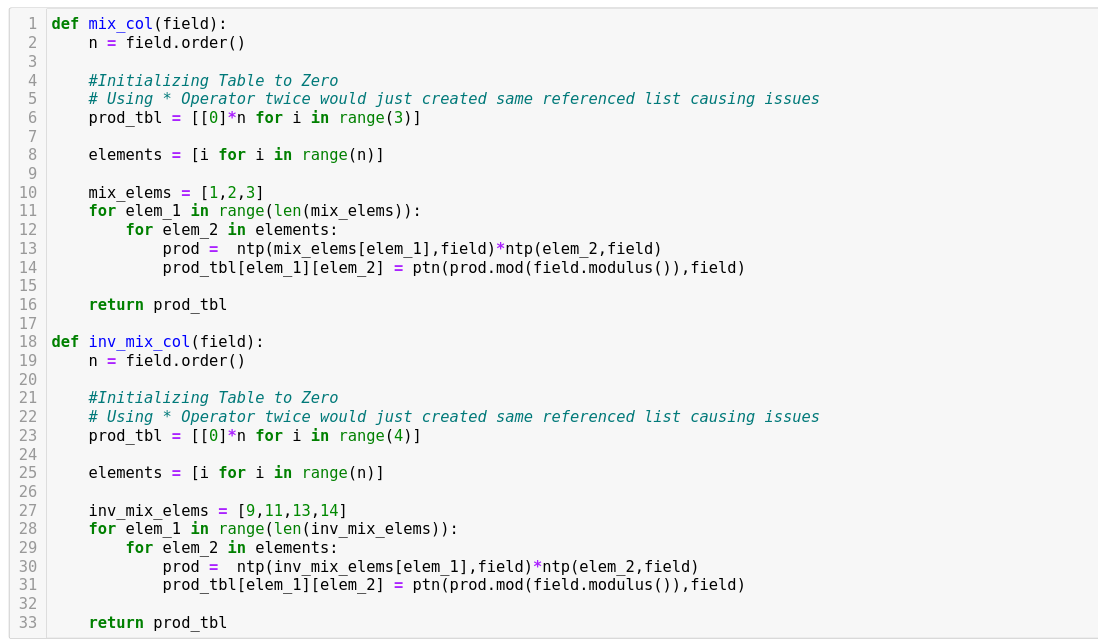 1 def mix_col(field):
2     n = field.order()
3
4     #Initializing Table to Zero
5     # Using * Operator twice would just created same referenced list causing issues
6     prod_tbl = [[0]*n for i in range(3)]
7
8     elements = [i for i in range(n)]
9
10     mix_elems = [1,2,3]
11     for elem_1 in range(len(mix_elems)):
12         for elem_2 in elements:
13             prod =  ntp(mix_elems[elem_1],field)*ntp(elem_2,field)
14             prod_tbl[elem_1][elem_2] = ptn(prod.mod(field.modulus()),field)
15
16     return prod_tbl
17
18 def inv_mix_col(field):
19     n = field.order()
20
21     #Initializing Table to Zero
22     # Using * Operator twice would just created same referenced list causing issues
23     prod_tbl = [[0]*n for i in range(4)]
24
25     elements = [i for i in range(n)]
26
27     inv_mix_elems = [9,11,13,14]
28     for elem_1 in range(len(inv_mix_elems)):
29         for elem_2 in elements:
30             prod =  ntp(inv_mix_elems[elem_1],field)*ntp(elem_2,field)
31             prod_tbl[elem_1][elem_2] = ptn(prod.mod(field.modulus()),field)
32
33     return prod_tbl